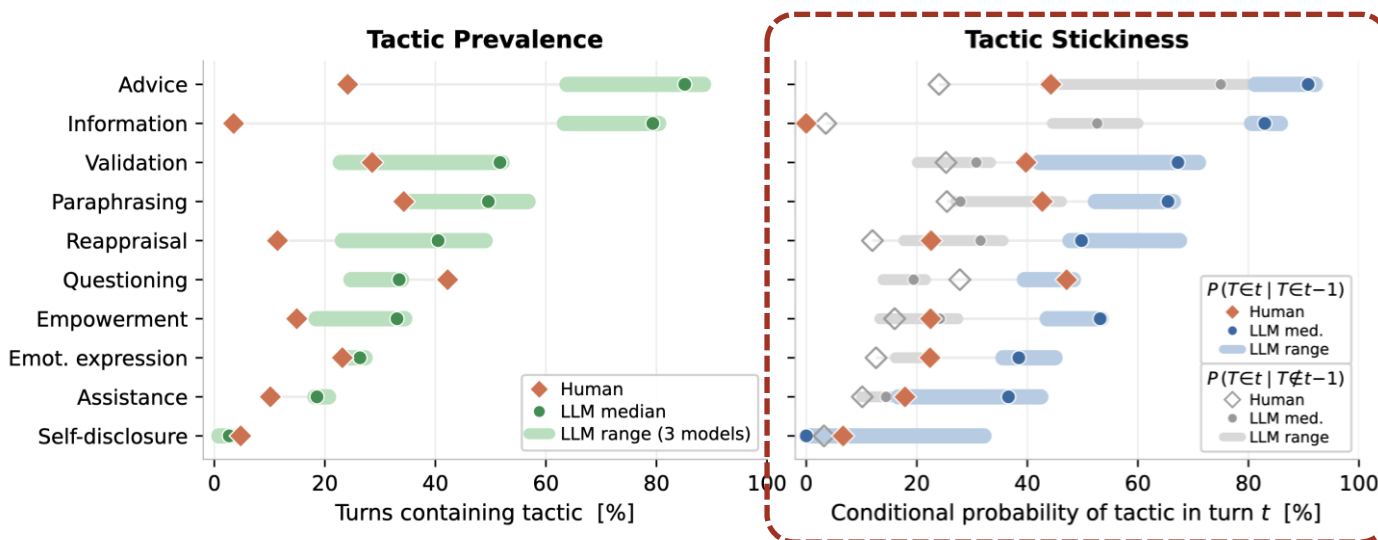 Tactic Prevalence
Advice
Information
Validation
Paraphrasing
Reappraisal
Questioning
Empowerment
Emot. expression
Assistance
Self-disclosure
Human
LLM median
LLM range (3 models)
0 20 40 60 80 100
Turns containing tactic [%]
Tactic Stickiness
P(T∈t | T∈t−1)
Human
LLM med.
LLM range
P(T∈t | T∉t−1)
Human
LLM med.
LLM range
0 20 40 60 80 100
Conditional probability of tactic in turn t [%]